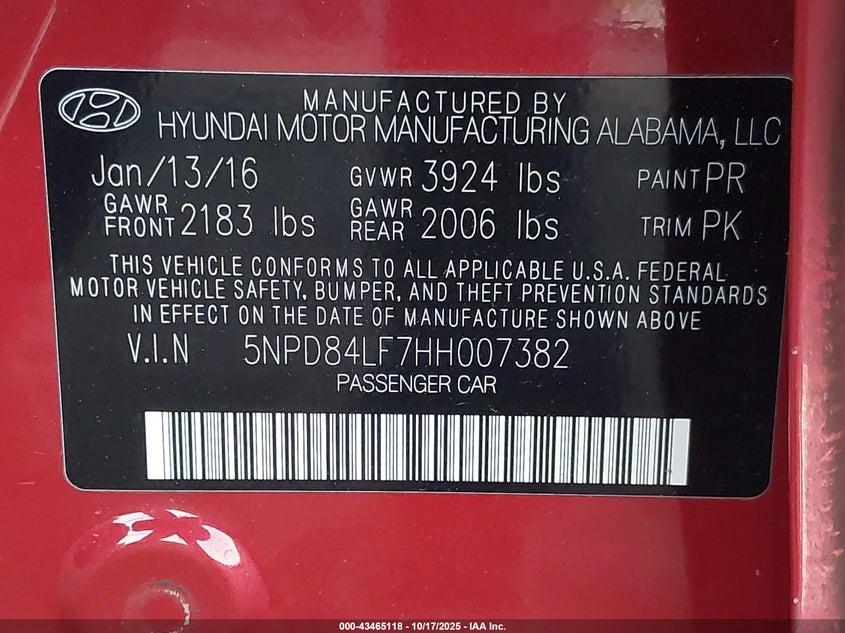 MANUFACTURED BY
HYUNDAI MOTOR MANUFACTURING ALABAMA, LLC
Jan/13/16 GVWR 3924 lbs PAINT PR
GAWR FRONT 2183 lbs GAWR REAR 2006 lbs TRIM PK
THIS VEHICLE CONFORMS TO ALL APPLICABLE U.S.A. FEDERAL
MOTOR VEHICLE SAFETY, BUMPER, AND THEFT PREVENTION STANDARDS
IN EFFECT ON THE DATE OF MANUFACTURE SHOWN ABOVE
V.I.N 5NPD84LF7HH007382
PASSENGER CAR
000-43465118 - 10/17/2025 - IAA Inc.